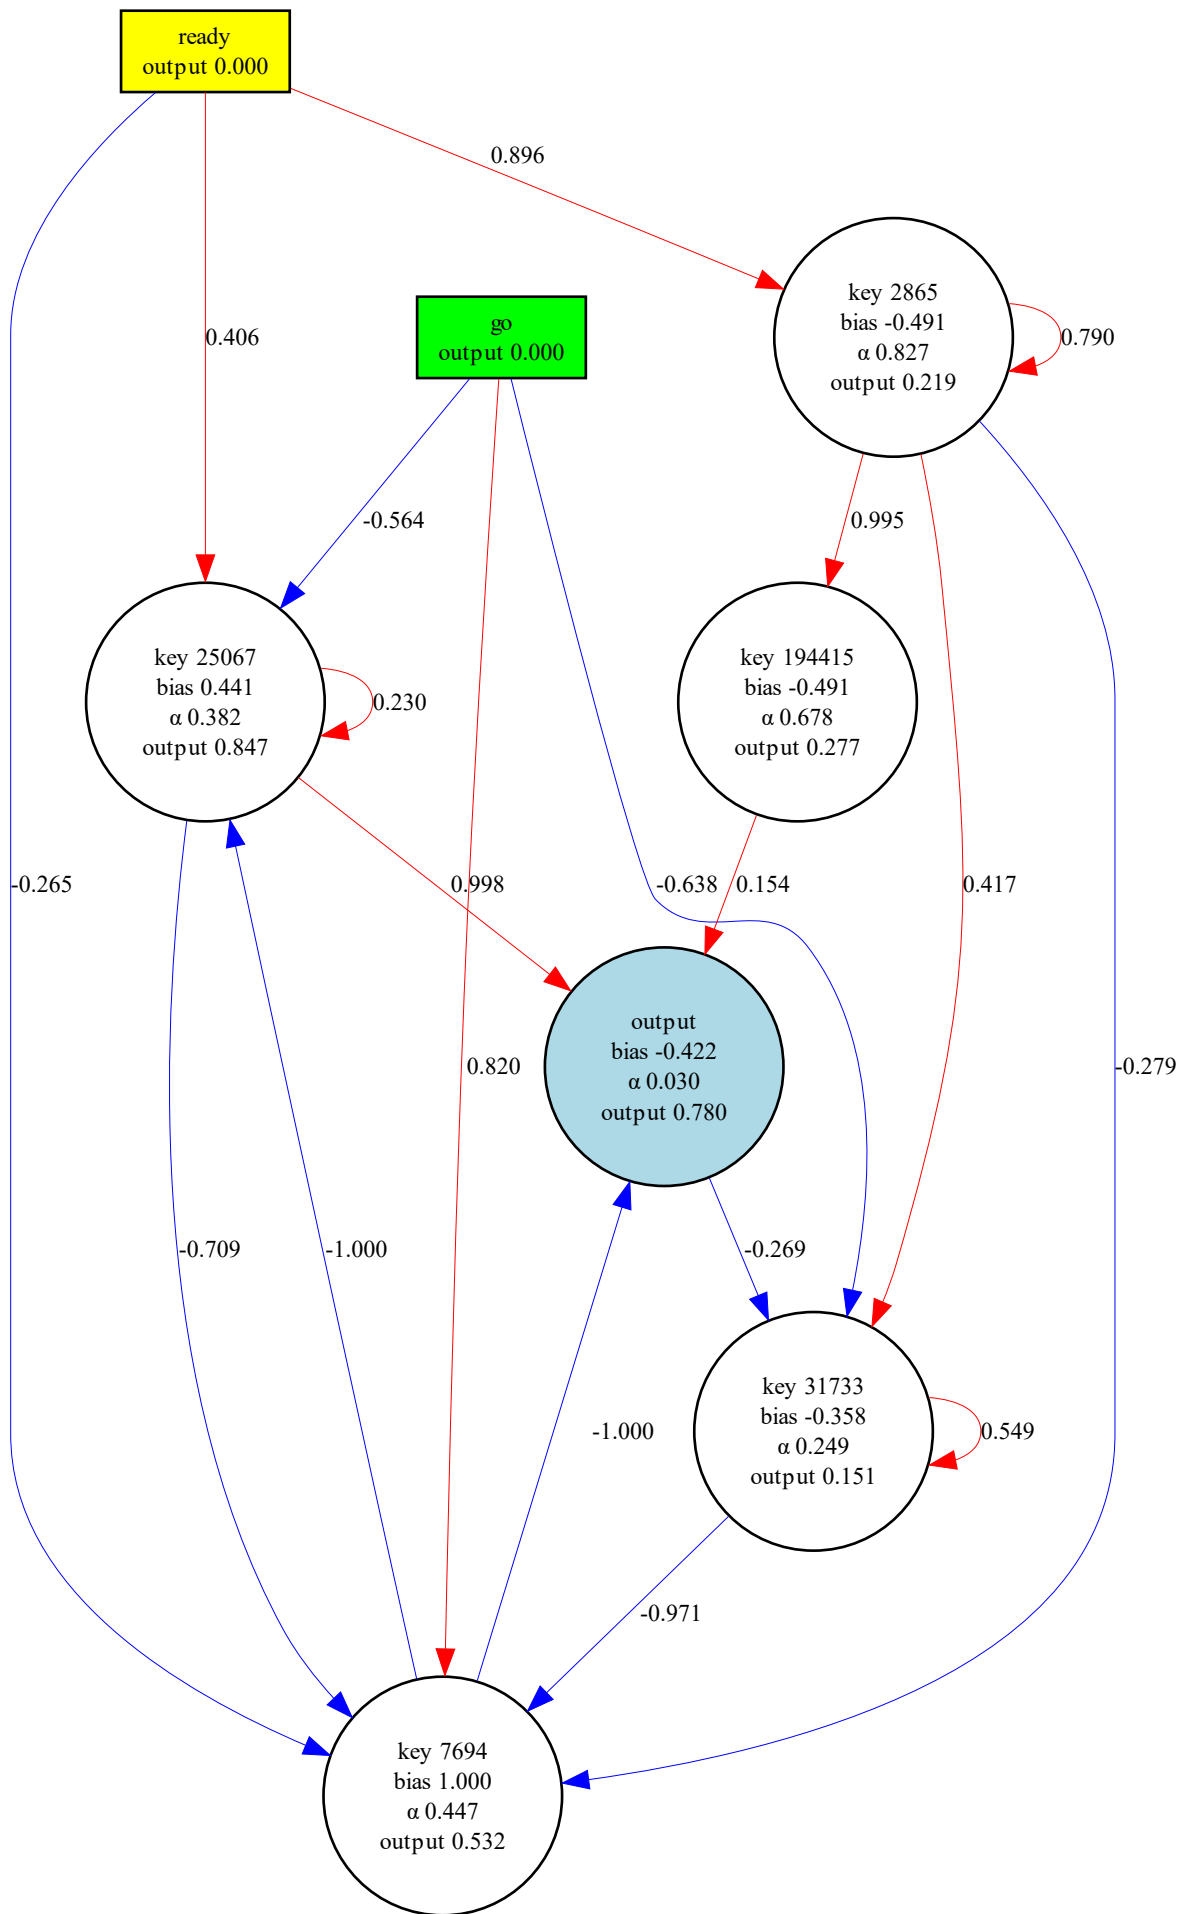 ready
output 0.000
0.896
key 2865
bias -0.491
α 0.827
output 0.219
0.790
go
output 0.000
0.406
-0.564
0.995
key 25067
bias 0.441
α 0.382
output 0.847
0.230
key 194415
bias -0.491
α 0.678
output 0.277
-0.265
0.998
-0.638
0.154
0.417
output
bias -0.422
α 0.030
output 0.780
0.820
-0.279
-0.709
-1.000
-0.269
-1.000
key 31733
bias -0.358
α 0.249
output 0.151
0.549
-0.971
key 7694
bias 1.000
α 0.447
output 0.532